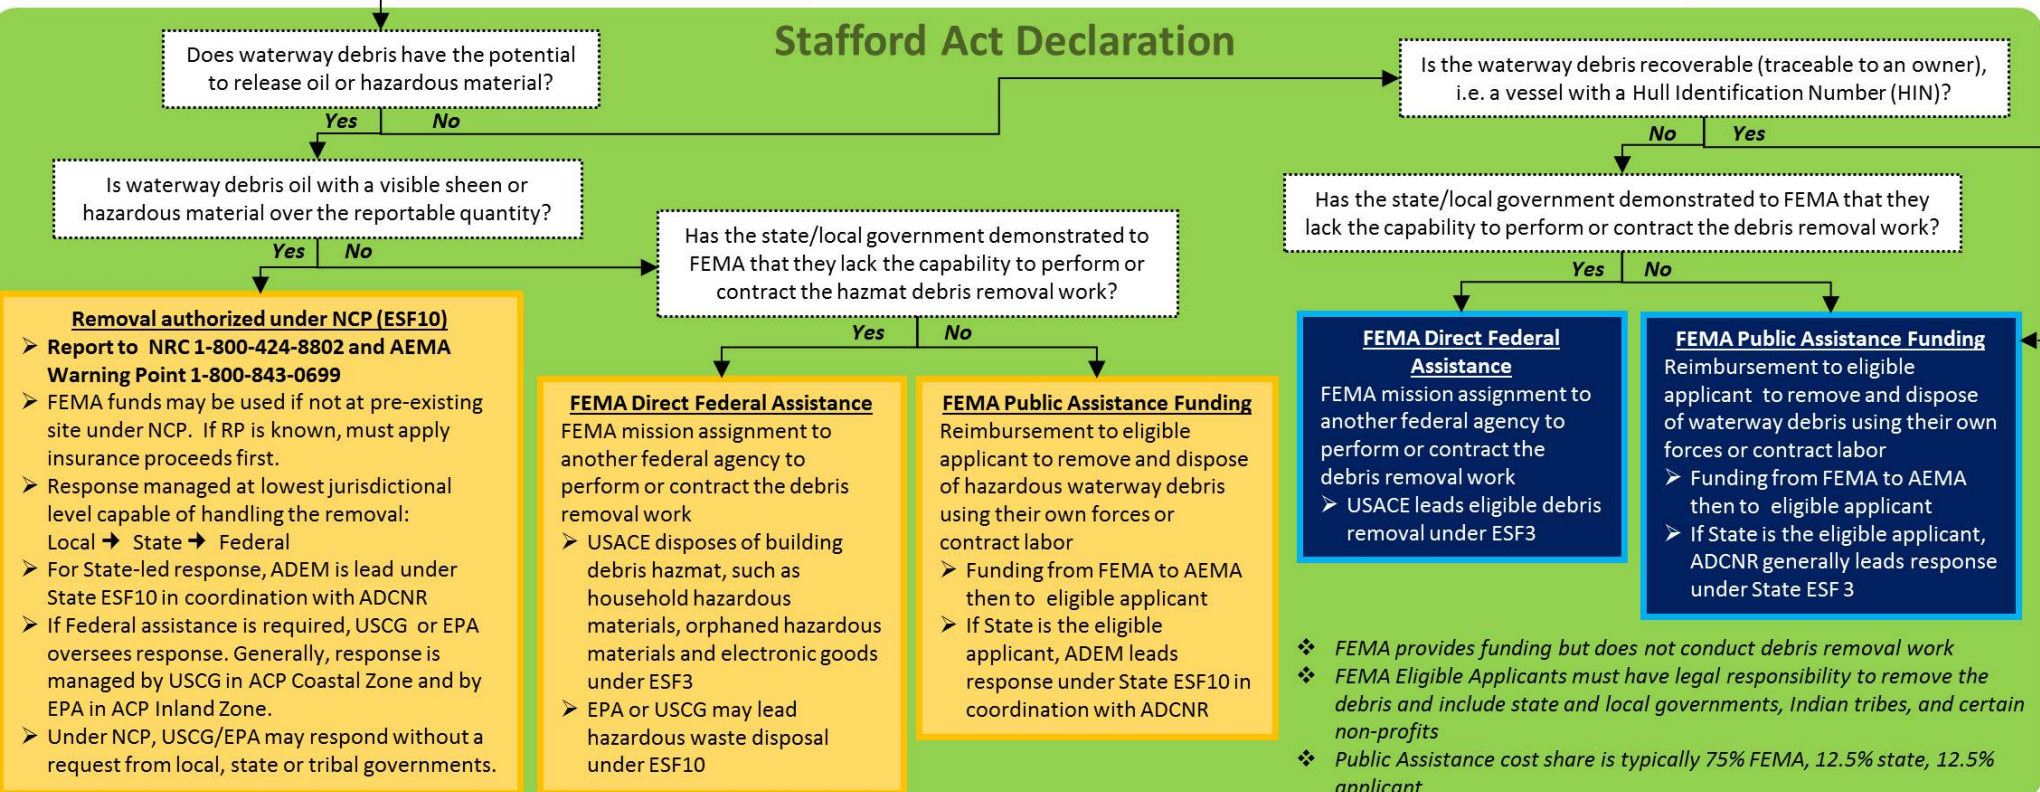 Stafford Act Declaration
Does waterway debris have the potential
to release oil or hazardous material?
Yes No
Is the waterway debris recoverable (traceable to an owner),
i.e. a vessel with a Hull Identification Number (HIN)?
No Yes
Is waterway debris oil with a visible sheen or
hazardous material over the reportable quantity?
Yes No
Has the state/local government demonstrated to
FEMA that they lack the capability to perform or
contract the hazmat debris removal work?
Yes No
Has the state/local government demonstrated to FEMA that they
lack the capability to perform or contract the debris removal work?
Yes No
Removal authorized under NCP (ESF10)
➢ Report to NRC 1-800-424-8802 and AEMA
Warning Point 1-800-843-0699
➢ FEMA funds may be used if not at pre-existing
site under NCP. If RP is known, must apply
insurance proceeds first.
➢ Response managed at lowest jurisdictional
level capable of handling the removal:
Local → State → Federal
➢ For State-led response, ADEM is lead under
State ESF10 in coordination with ADCNR
➢ If Federal assistance is required, USCG or EPA
oversees response. Generally, response is
managed by USCG in ACP Coastal Zone and by
EPA in ACP Inland Zone.
➢ Under NCP, USCG/EPA may respond without a
request from local, state or tribal governments.
FEMA Direct Federal Assistance
FEMA mission assignment to
another federal agency to
perform or contract the debris
removal work
➢ USACE disposes of building
debris hazmat, such as
household hazardous
materials, orphaned hazardous
materials and electronic goods
under ESF3
➢ EPA or USCG may lead
hazardous waste disposal
under ESF10
FEMA Public Assistance Funding
Reimbursement to eligible
applicant to remove and dispose
of hazardous waterway debris
using their own forces or
contract labor
➢ Funding from FEMA to AEMA
then to eligible applicant
➢ If State is the eligible
applicant, ADEM leads
response under State ESF10 in
coordination with ADCNR
FEMA Direct Federal
Assistance
FEMA mission assignment to
another federal agency to
perform or contract the
debris removal work
➢ USACE leads eligible debris
removal under ESF3
FEMA Public Assistance Funding
Reimbursement to eligible
applicant to remove and dispose
of waterway debris using their own
forces or contract labor
➢ Funding from FEMA to AEMA
then to eligible applicant
➢ If State is the eligible applicant,
ADCNR generally leads response
under State ESF 3
❖ FEMA provides funding but does not conduct debris removal work
❖ FEMA Eligible Applicants must have legal responsibility to remove the
debris and include state and local governments, Indian tribes, and certain
non-profits
❖ Public Assistance cost share is typically 75% FEMA, 12.5% state, 12.5%
applicant